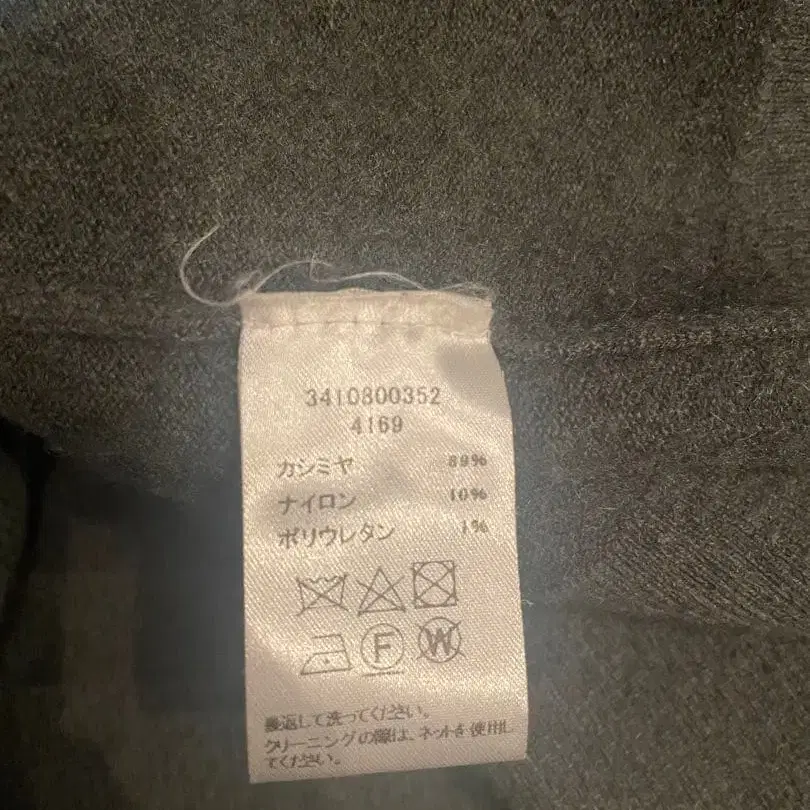 3410800352
4169
カシミヤ 89%
ナイロン 10%
ポリウレタン 1%
F W
裏返して洗ってください。
クリーニングの際は、ネットを使用し
てください。